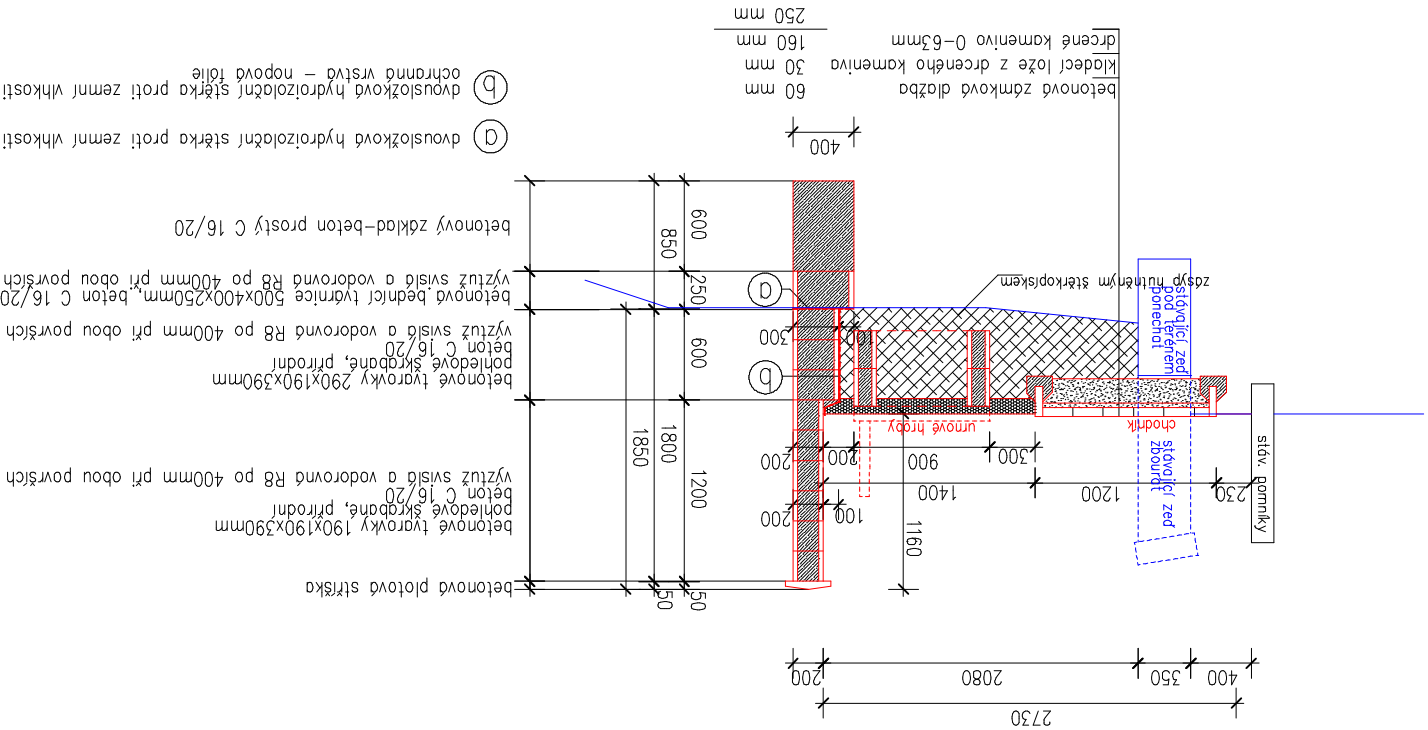 2730
400 350 2080 200
50 50
betonová plotová stříška
1160
stáv. pomníky
stávající zeď
zbourat
230 1200 1400 100 200
betonové tvarovky 190x190x390mm
pohledové škrábané, přírodní
beton C 16/20
výztuž svislá a vodorovná R8 po 400mm při obou površích
1200 1800 1850
300 900 200 200
chodník
urnové hroby
betonové tvarovky 290x190x390mm
pohledové škrábané, přírodní
beton C 16/20
výztuž svislá a vodorovná R8 po 400mm při obou površích
b
600
100 300
stávající zeď
pod terénem
ponechat
zásyp hutněným štěrkopískem
a
250
betonová bednící tvárnice 500x400x250mm, beton C 16/20
výztuž svislá a vodorovná R8 po 400mm při obou površích
850
600
betonový základ-beton prostý C 16/20
400
a dvousložková hydroizolační stěrka proti zemní vlhkosti
b dvousložková hydroizolační stěrka proti zemní vlhkosti
ochranná vrstva – nopová fólie
betonová zámková dlažba 60 mm
kladecí lože z drceného kameniva 30 mm
drcené kamenivo 0-63mm 160 mm
250 mm